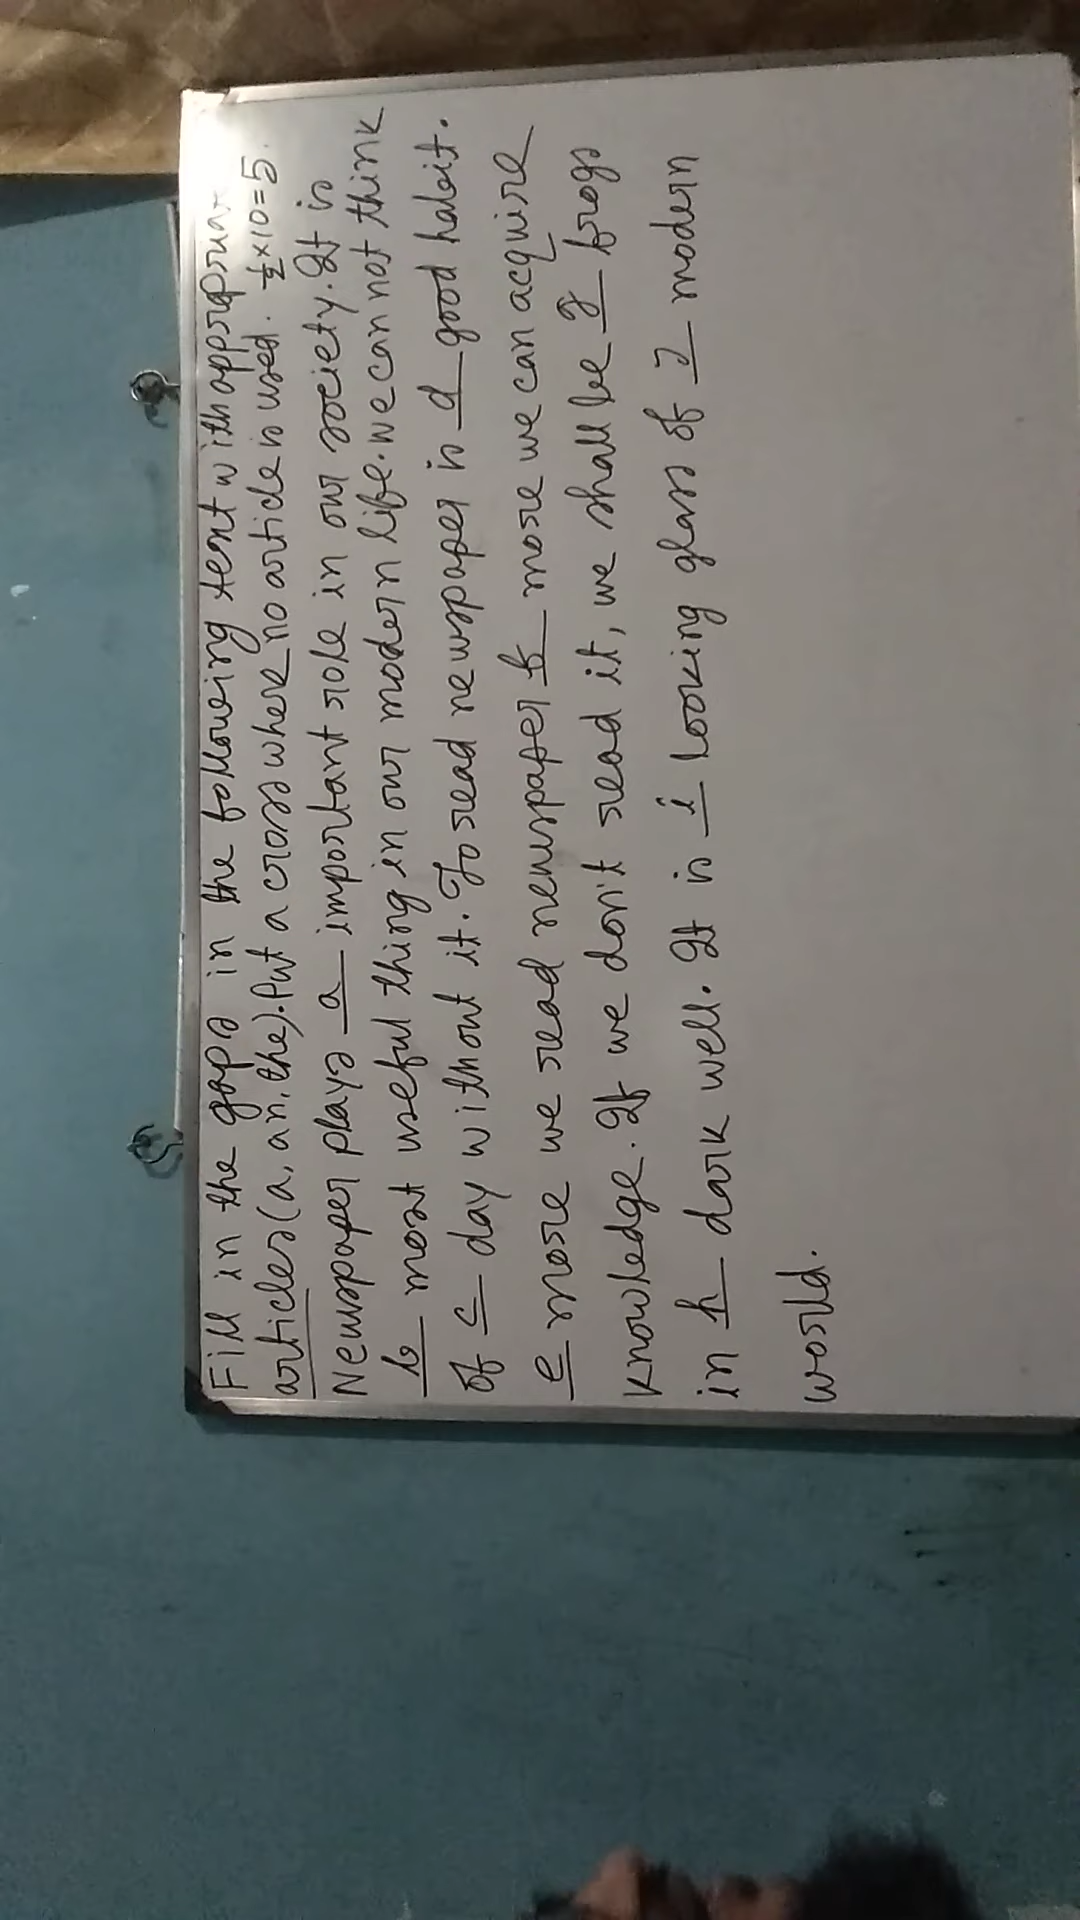 Fill in the gaps in the following text with appropriat
articles (a, an, the). Put a cross where no article is used. ½×10=5.
Newspaper plays a important role in our society. It is
b most useful thing in our modern life. we can not think
of c day without it. To read newspaper is d good habit.
e more we read newspaper f more we can acquire
knowledge. If we don't read it, we shall be g frogs
in h dark well. It is i looking glass of j modern
world.